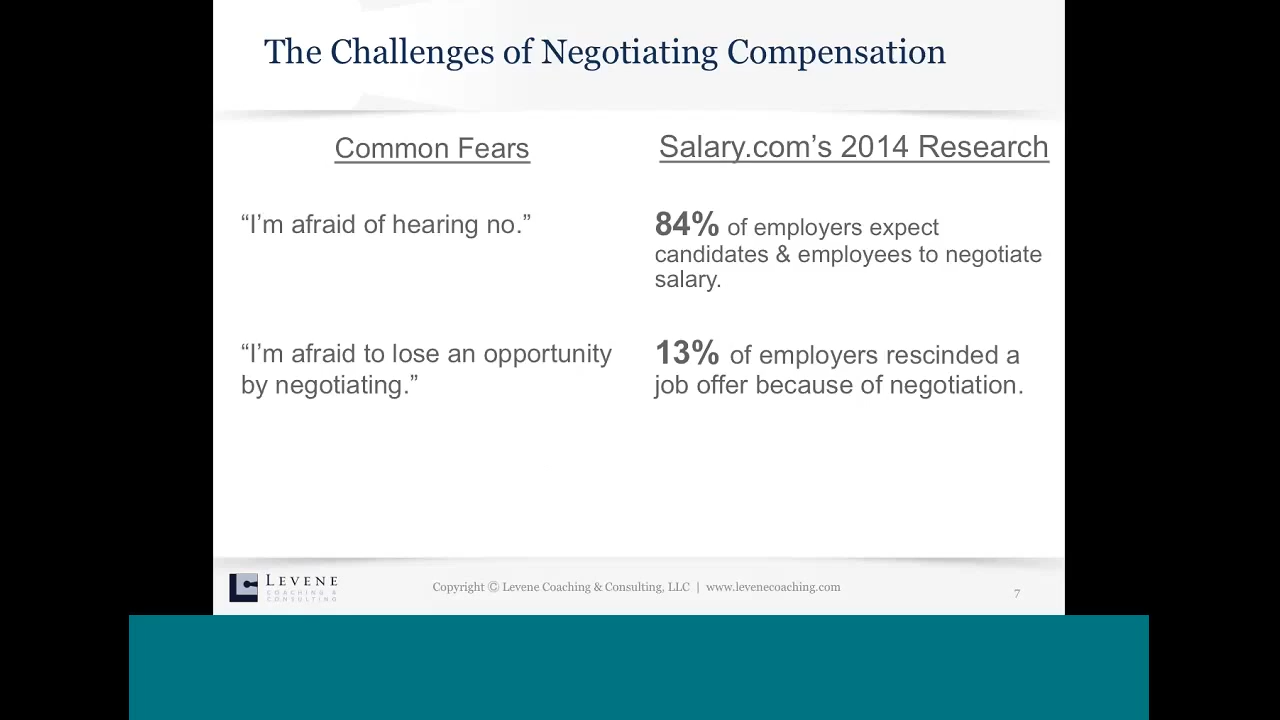 The Challenges of Negotiating Compensation
Common Fears
Salary.com’s 2014 Research
“I’m afraid of hearing no.”
84% of employers expect
candidates & employees to negotiate
salary.
“I’m afraid to lose an opportunity
by negotiating.”
13% of employers rescinded a
job offer because of negotiation.
LEVENE
COACHING &
CONSULTING
Copyright © Levene Coaching & Consulting, LLC | www.levenecoaching.com
7